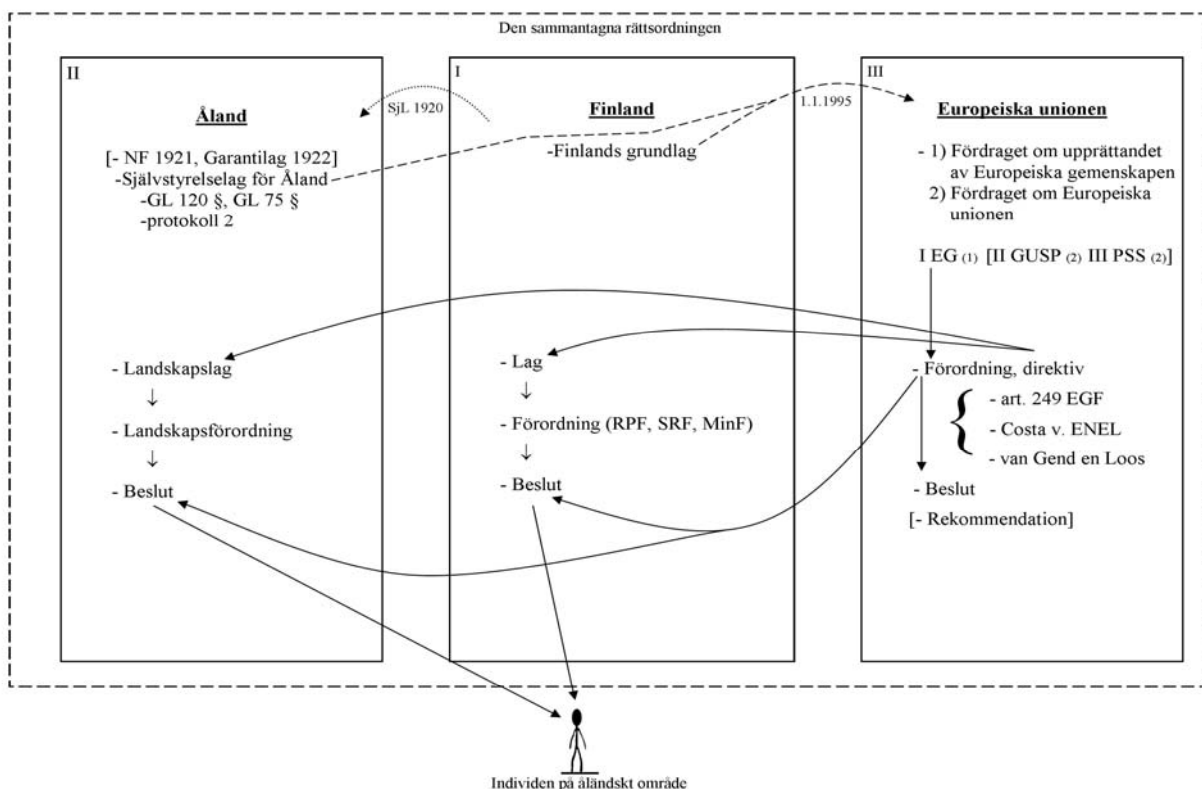 Den sammantagna rättsordningen
II
Åland
[- NF 1921, Garantilag 1922]
-Självstyrelselag för Åland
-GL 120 §, GL 75 §
-protokoll 2
- Landskapslag
↓
- Landskapsförordning
↓
- Beslut
SjL 1920
I
Finland
-Finlands grundlag
- Lag
↓
- Förordning (RPF, SRF, MinF)
↓
- Beslut
1.1.1995
III
Europeiska unionen
- 1) Fördraget om upprättandet
av Europeiska gemenskapen
2) Fördraget om Europeiska
unionen
I EG (1) [II GUSP (2) III PSS (2)]
- Förordning, direktiv
{
- art. 249 EGF
- Costa v. ENEL
- van Gend en Loos
- Beslut
[- Rekommendation]
Individen på åländskt område